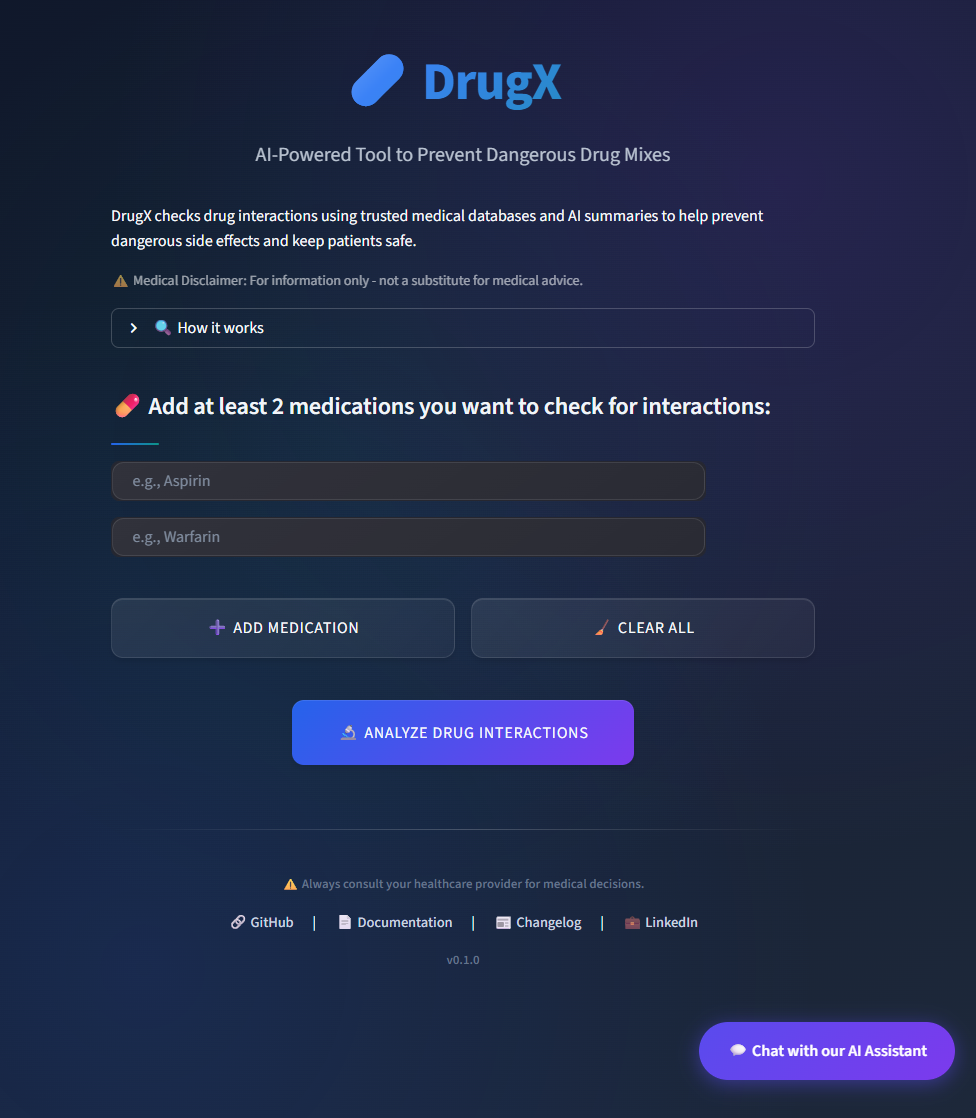 DrugX
AI-Powered Tool to Prevent Dangerous Drug Mixes
DrugX checks drug interactions using trusted medical databases and AI summaries to help prevent
dangerous side effects and keep patients safe.
⚠️ Medical Disclaimer: For information only - not a substitute for medical advice.
🔍 How it works
💊 Add at least 2 medications you want to check for interactions:
e.g., Aspirin
e.g., Warfarin
➕ ADD MEDICATION
🧹 CLEAR ALL
🔬 ANALYZE DRUG INTERACTIONS
⚠️ Always consult your healthcare provider for medical decisions.
🔗 GitHub | 📄 Documentation | 📰 Changelog | 💼 LinkedIn
v0.1.0
💬 Chat with our AI Assistant